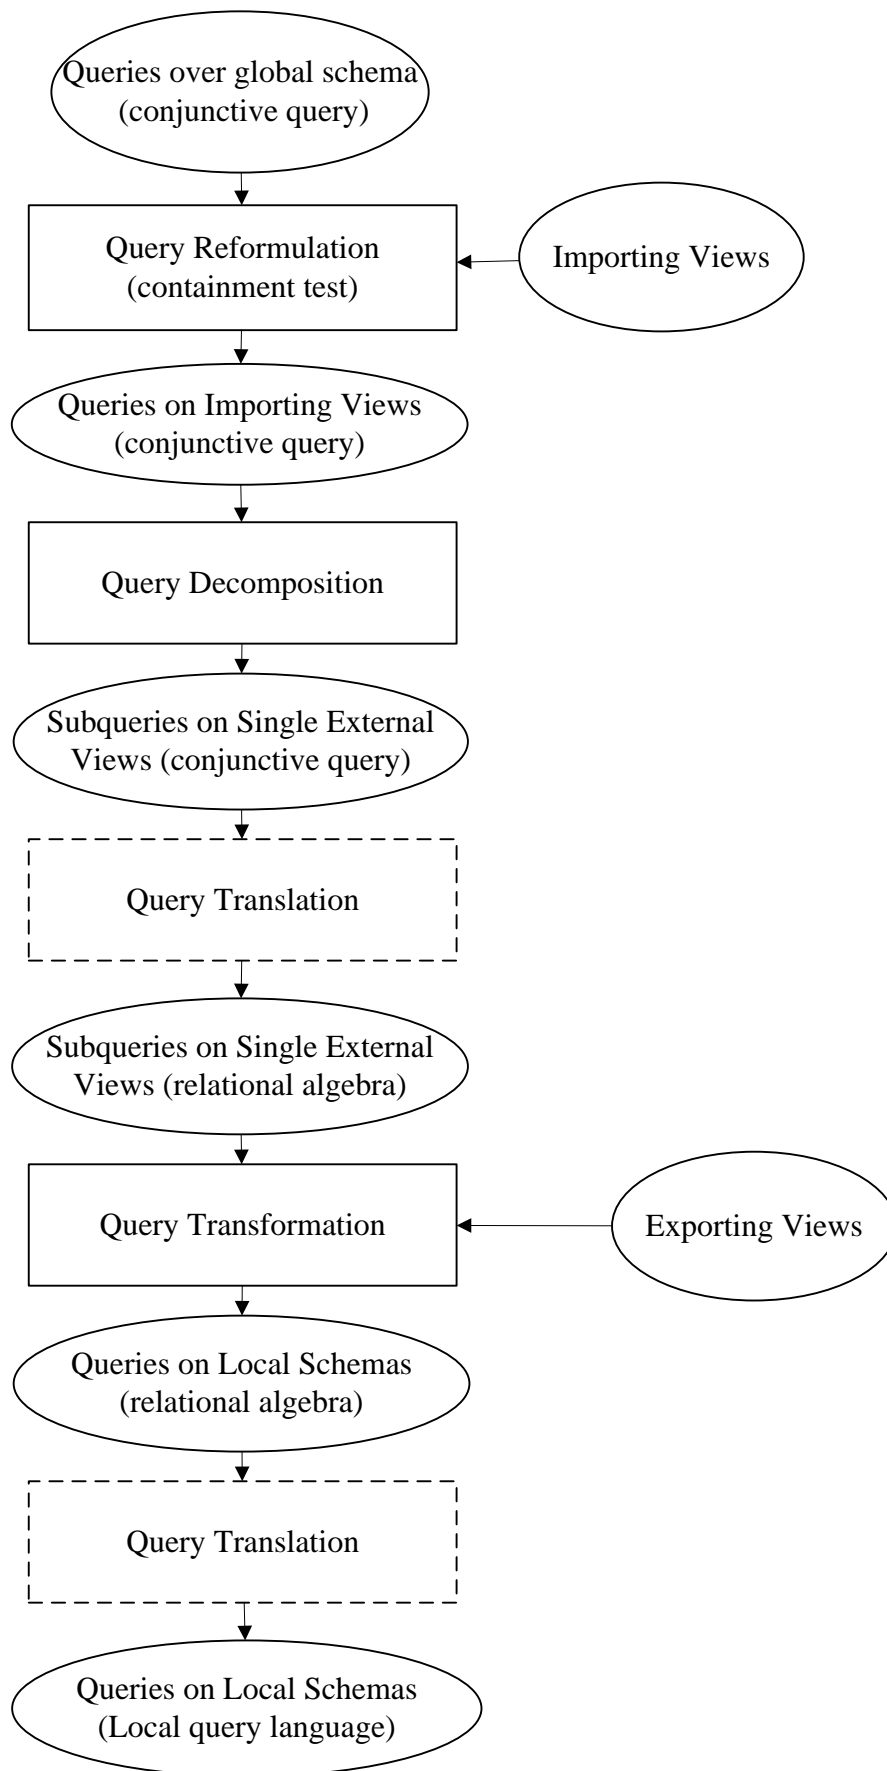 Queries over global schema
(conjunctive query)
Query Reformulation
(containment test)
Importing Views
Queries on Importing Views
(conjunctive query)
Query Decomposition
Subqueries on Single External
Views (conjunctive query)
Query Translation
Subqueries on Single External
Views (relational algebra)
Query Transformation
Exporting Views
Queries on Local Schemas
(relational algebra)
Query Translation
Queries on Local Schemas
(Local query language)